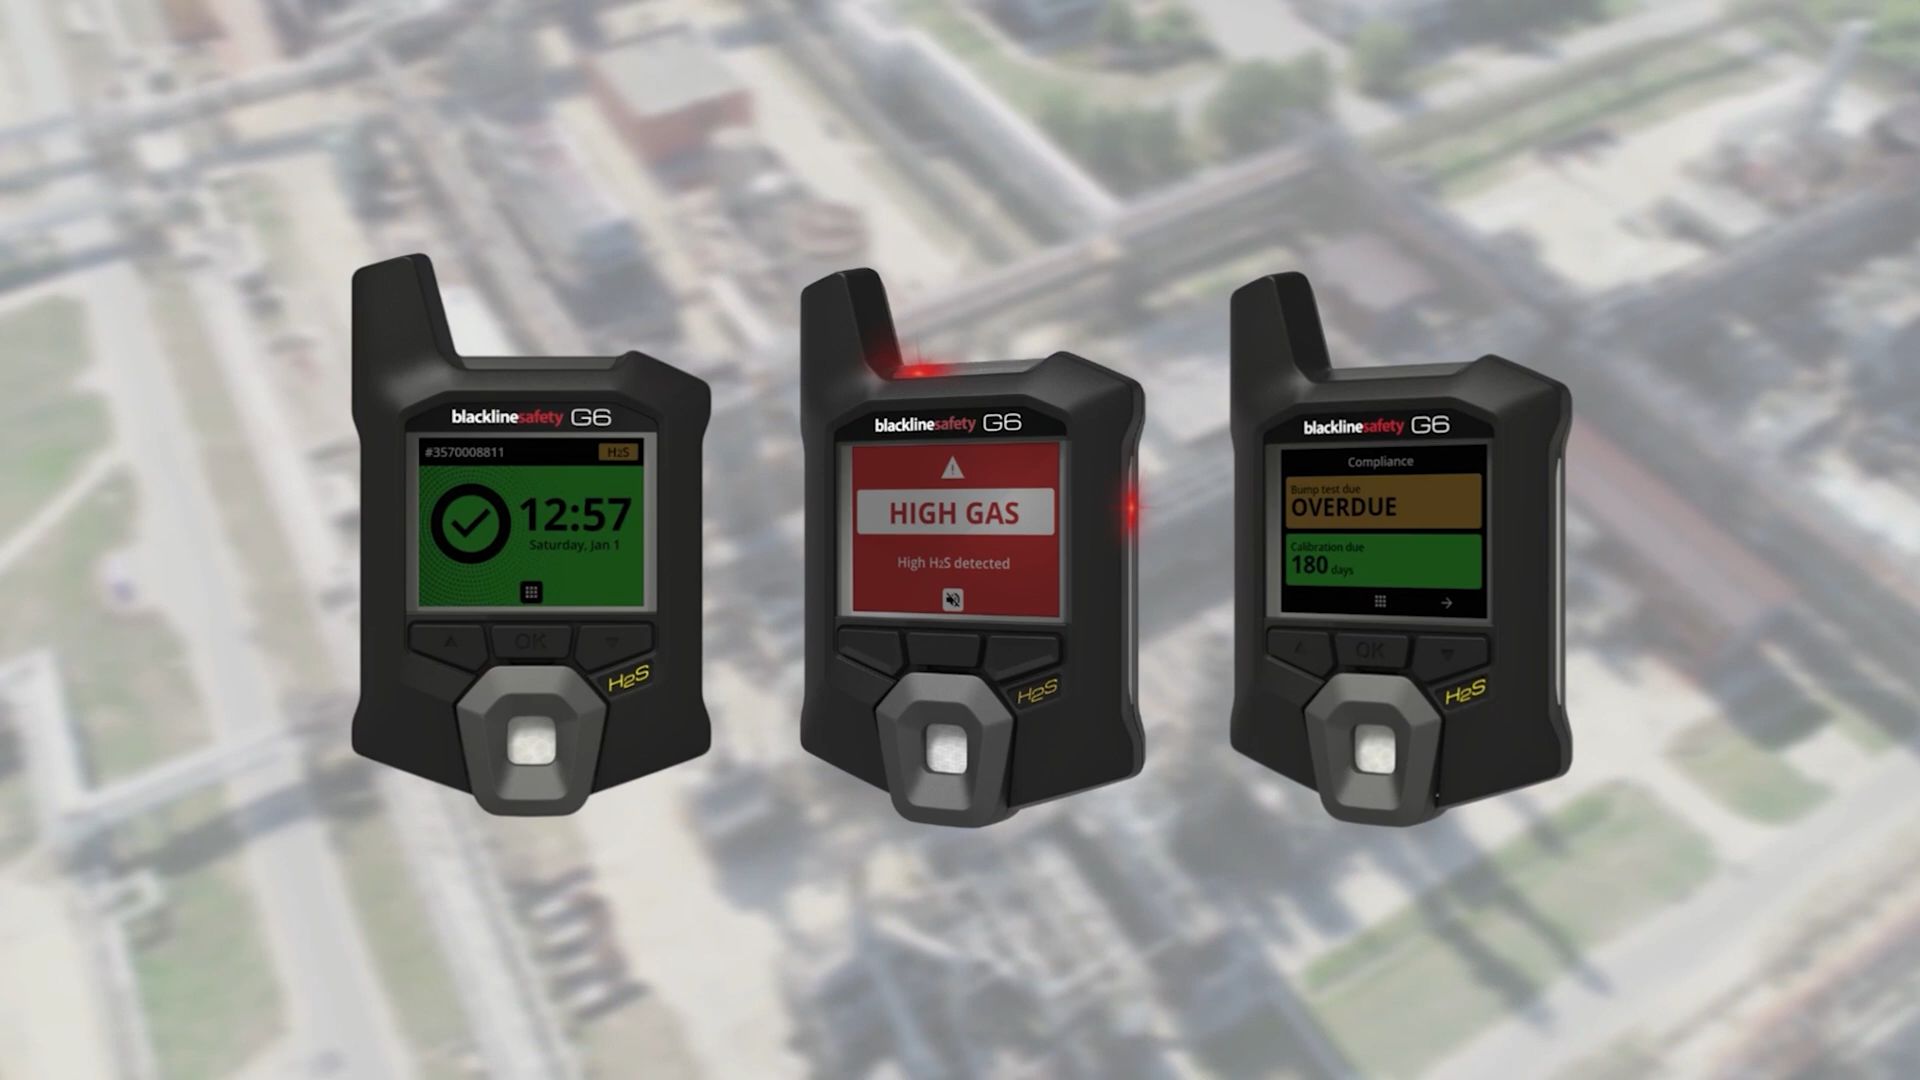 blacklinesafety G6
#3570008811 H2S
12:57
Saturday, Jan 1
OK
H2S
blacklinesafety G6
HIGH GAS
High H2S detected
H2S
blacklinesafety G6
Compliance
Bump test due
OVERDUE
Calibration due
180 days
OK
H2S